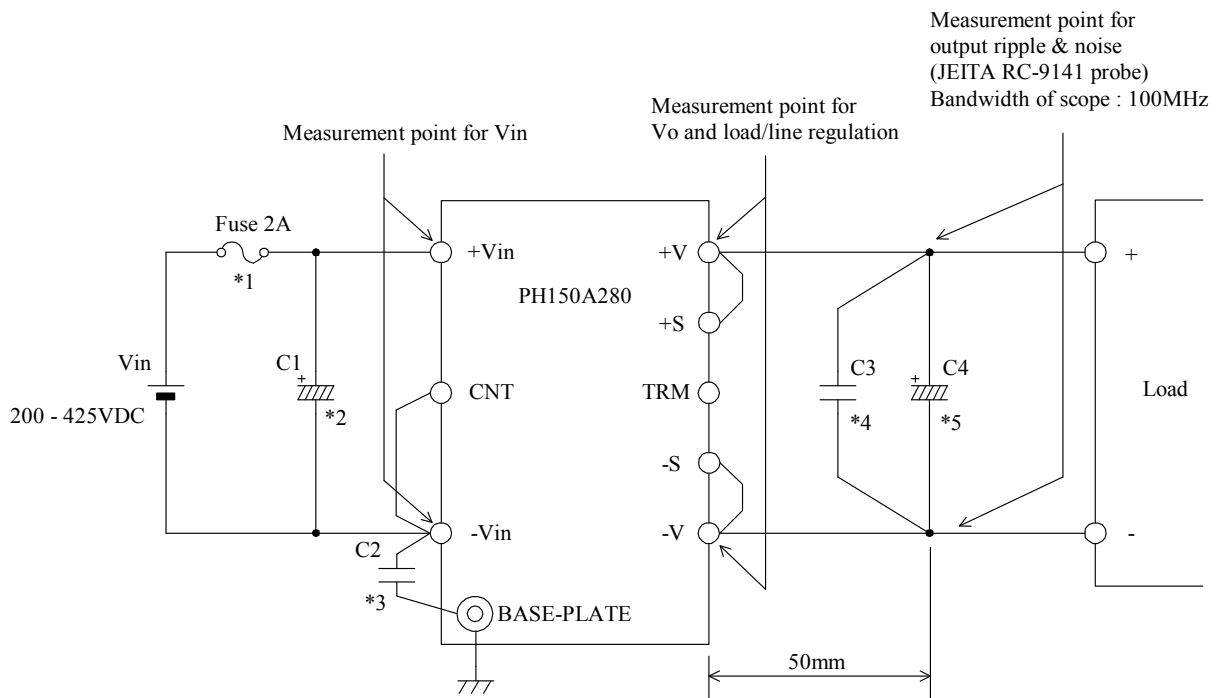 Measurement point for
output ripple & noise
(JEITA RC-9141 probe)
Bandwidth of scope : 100MHz
Measurement point for
Vo and load/line regulation
Measurement point for Vin
Fuse 2A
*1
+Vin
+V
+
PH150A280
+S
Vin
C1
+
*2
CNT
TRM
C3
*4
C4
+
*5
Load
200 - 425VDC
-S
-Vin
-V
-
C2
*3
BASE-PLATE
50mm